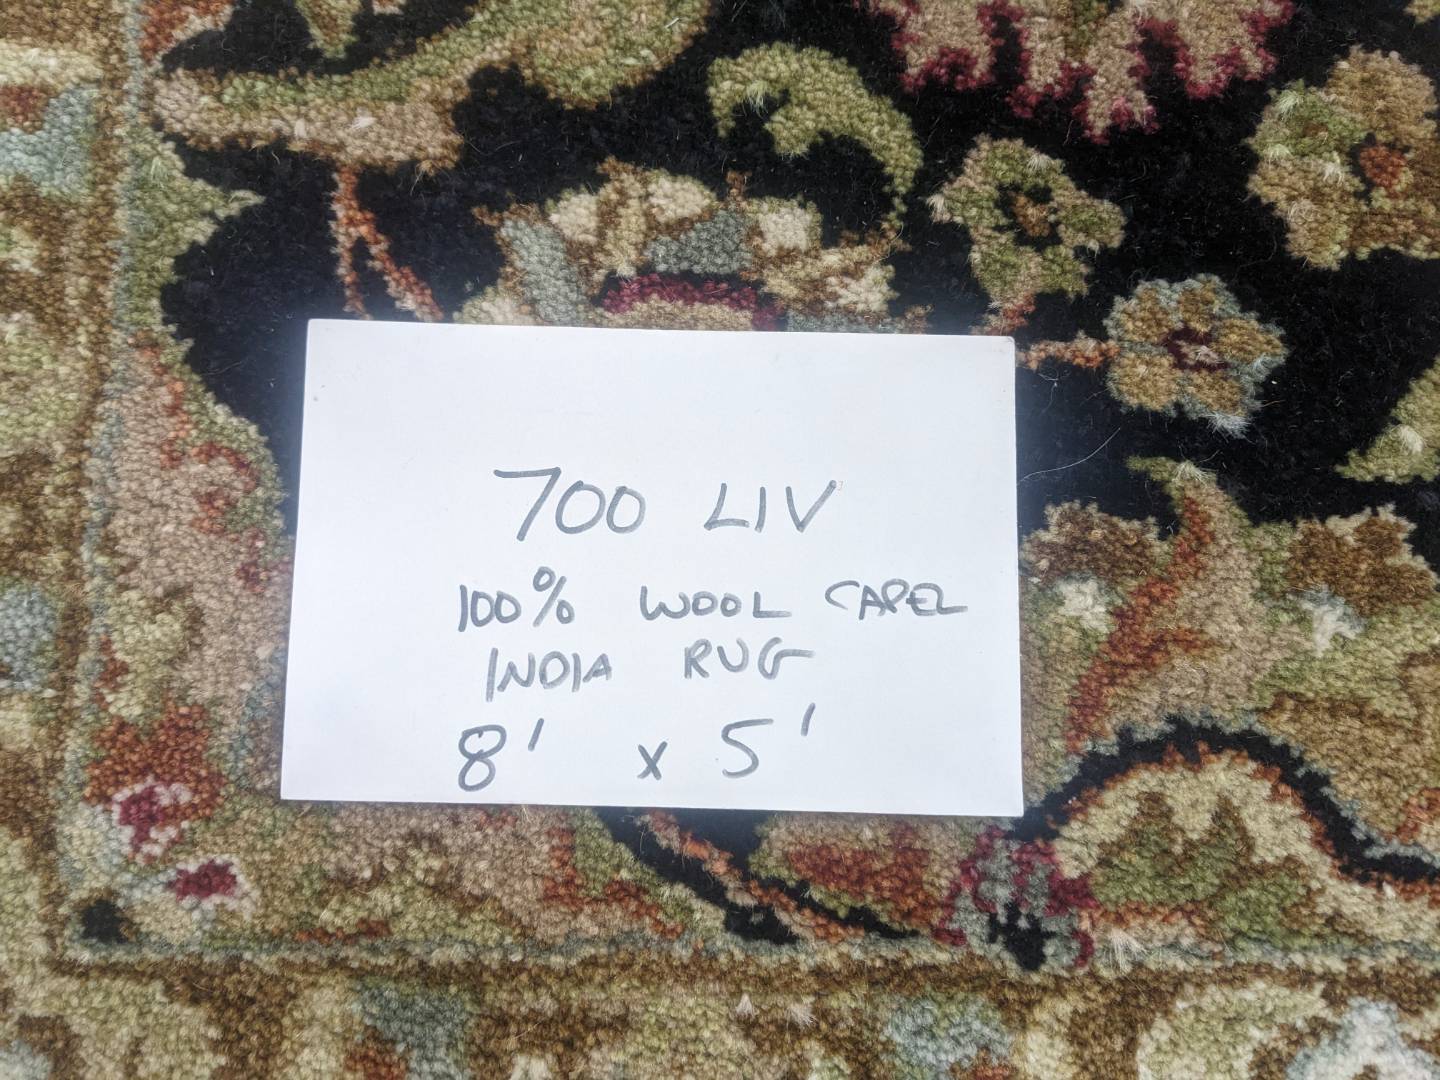 700 LIV
100% WOOL CAPEL
INDIA RUG
8' x 5'